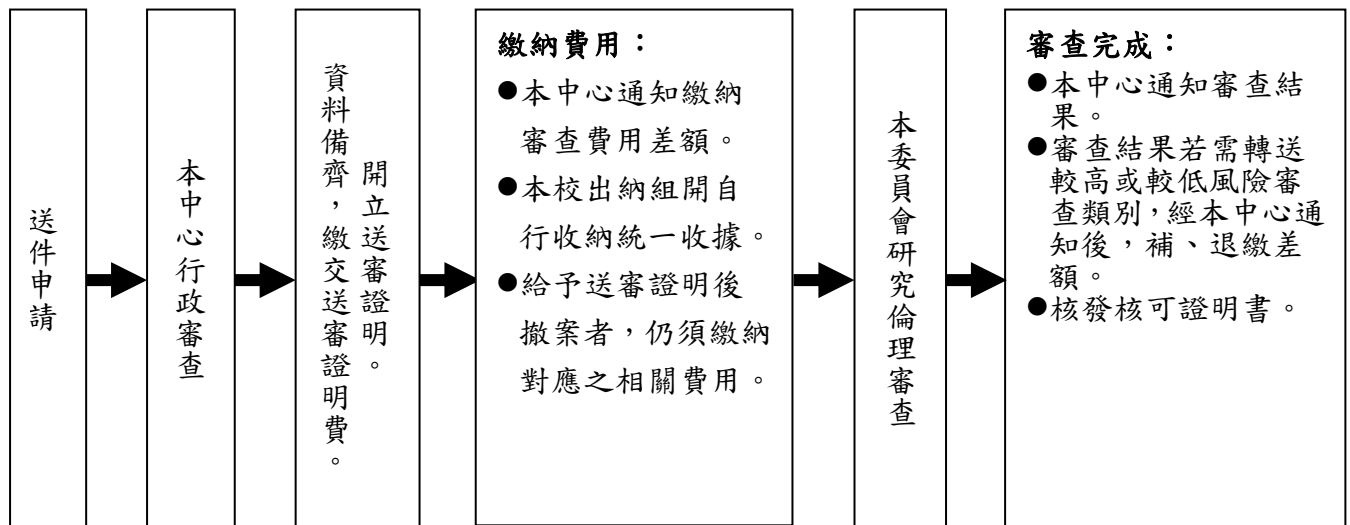 送件申請
本中心行政審查
資料備齊，繳交送審證明費。
開立送審證明。
繳納費用：
●本中心通知繳納
審查費用差額。
●本校出納組開自
行收納統一收據。
●給予送審證明後
撤案者，仍須繳納
對應之相關費用。
本委員會研究倫理審查
審查完成：
●本中心通知審查結
果。
●審查結果若需轉送
較高或較低風險審
查類別，經本中心通
知後，補、退繳差
額。
●核發核可證明書。